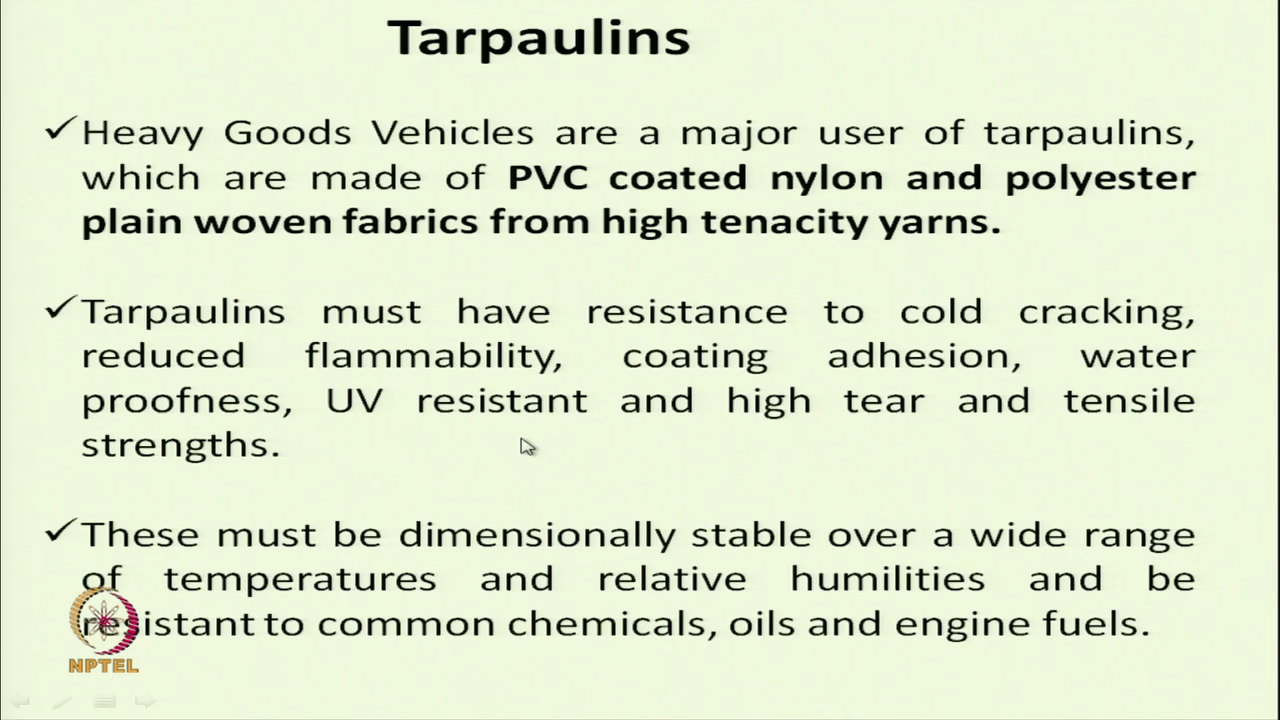 Tarpaulins
✓Heavy Goods Vehicles are a major user of tarpaulins,
which are made of PVC coated nylon and polyester
plain woven fabrics from high tenacity yarns.
✓Tarpaulins must have resistance to cold cracking,
reduced flammability, coating adhesion, water
proofness, UV resistant and high tear and tensile
strengths.
✓These must be dimensionally stable over a wide range
of temperatures and relative humilities and be
resistant to common chemicals, oils and engine fuels.
NPTEL